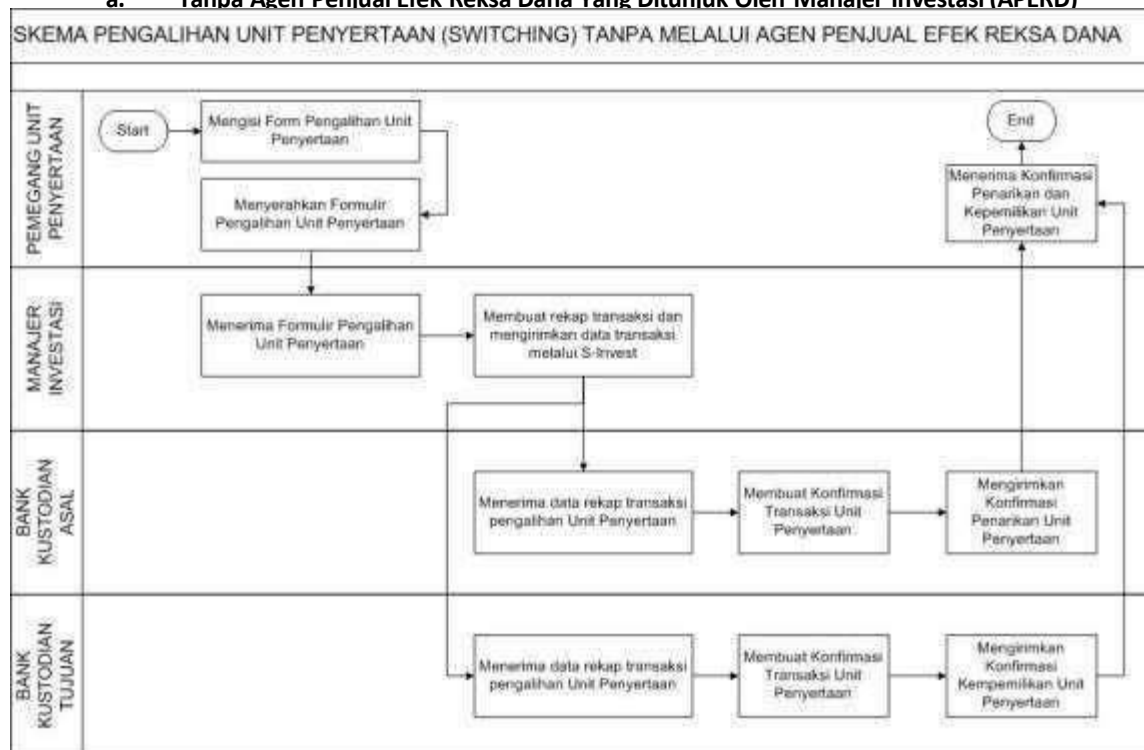 a. Tanpa Agen Penjual Efek Reksa Dana Yang Ditunjuk Oleh Manajer Investasi (APERD)
SKEMA PENGALIHAN UNIT PENYERTAAN (SWITCHING) TANPA MELALUI AGEN PENJUAL EFEK REKSA DANA
PEMEGANG UNIT
PENYERTAAN
Start
Mengisi Form Pengalihan Unit
Penyertaan
Menyerahkan Formulir
Pengalihan Unit Penyertaan
End
Menerima Konfirmasi
Penarikan dan
Kepemilikan Unit
Penyertaan
MANAJER
INVESTASI
Menerima Formulir Pengalihan
Unit Penyertaan
Membuat rekap transaksi dan
mengirimkan data transaksi
melalui S-Invest
BANK
KUSTODIAN
ASAL
Menerima data rekap transaksi
pengalihan Unit Penyertaan
Membuat Konfirmasi
Transaksi Unit
Penyertaan
Mengirimkan
Konfirmasi
Penarikan Unit
Penyertaan
BANK
KUSTODIAN
TUJUAN
Menerima data rekap transaksi
pengalihan Unit Penyertaan
Membuat Konfirmasi
Transaksi Unit
Penyertaan
Mengirimkan
Konfirmasi
Kempemilikan Unit
Penyertaan